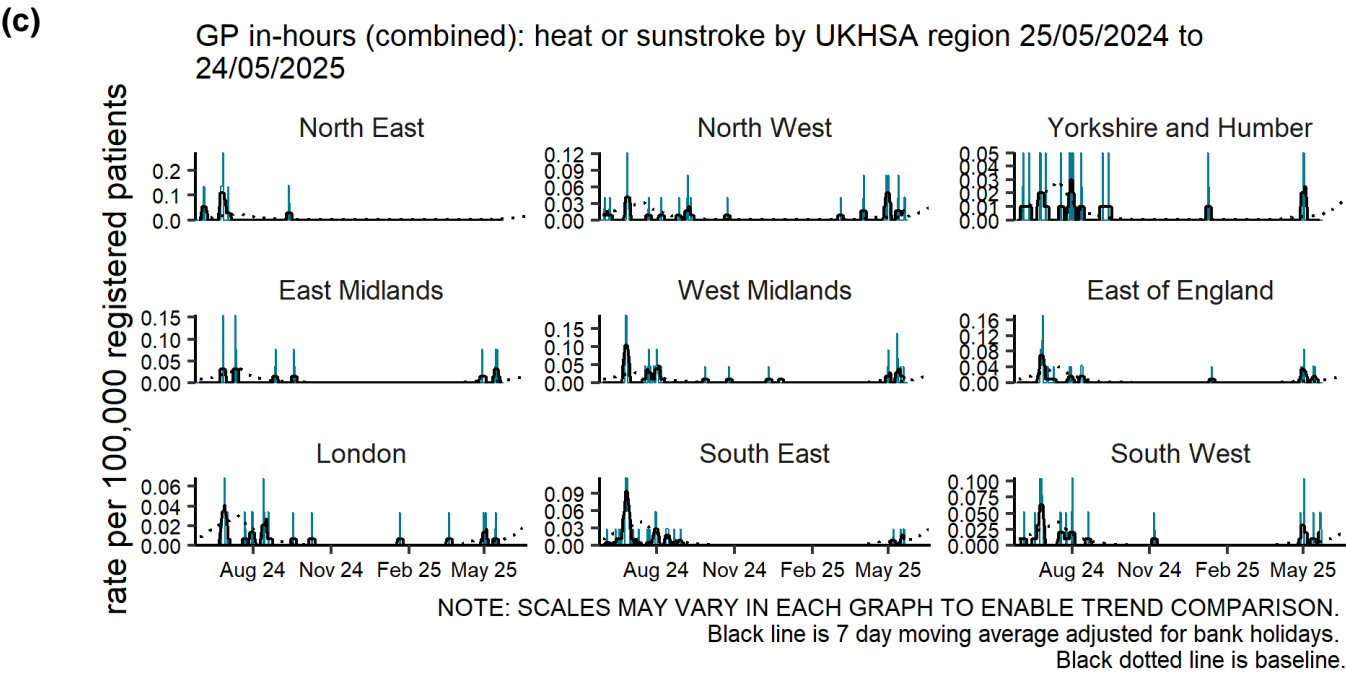 (c)
GP in-hours (combined): heat or sunstroke by UKHSA region 25/05/2024 to
24/05/2025
rate per 100,000 registered patients
North East
0.2
0.1
0.0
North West
0.12
0.09
0.06
0.03
0.00
Yorkshire and Humber
0.05
0.04
0.03
0.02
0.01
0.00
East Midlands
0.15
0.10
0.05
0.00
West Midlands
0.15
0.10
0.05
0.00
East of England
0.16
0.12
0.08
0.04
0.00
London
0.06
0.04
0.02
0.00
South East
0.09
0.06
0.03
0.00
South West
0.100
0.075
0.050
0.025
0.000
Aug 24 Nov 24 Feb 25 May 25
Aug 24 Nov 24 Feb 25 May 25
Aug 24 Nov 24 Feb 25 May 25
NOTE: SCALES MAY VARY IN EACH GRAPH TO ENABLE TREND COMPARISON.
Black line is 7 day moving average adjusted for bank holidays.
Black dotted line is baseline.